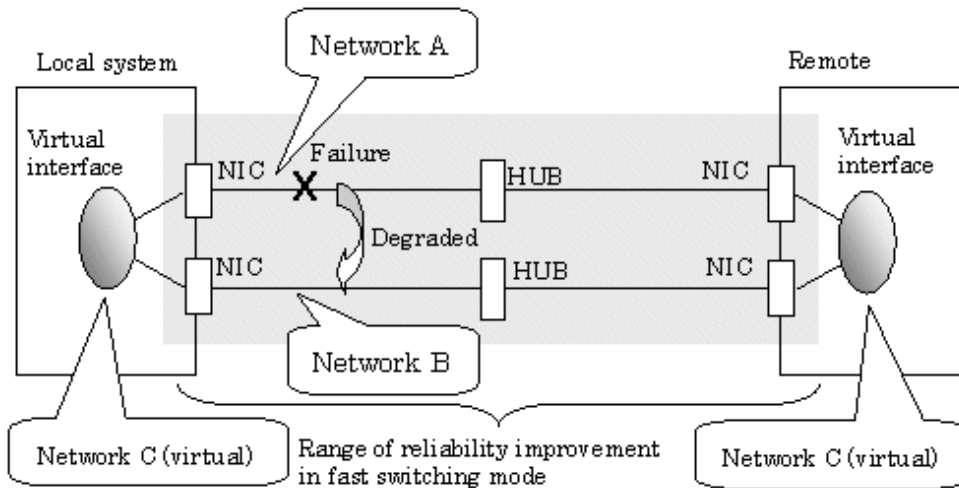 Network A
Local system
Remote
Virtual
interface
NIC
Failure
HUB
NIC
Virtual
interface
Degraded
NIC
HUB
NIC
Network B
Network C (virtual)
Range of reliability improvement
in fast switching mode
Network C (virtual)